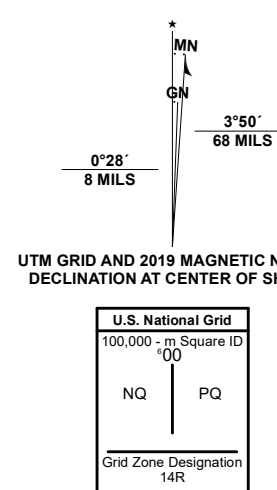 ★
MN
GN
3°50´
68 MILS
0°28´
8 MILS
UTM GRID AND 2019 MAGNETIC N
DECLINATION AT CENTER OF SH
U.S. National Grid
100,000 - m Square ID
⁶00
NQ PQ
Grid Zone Designation
14R